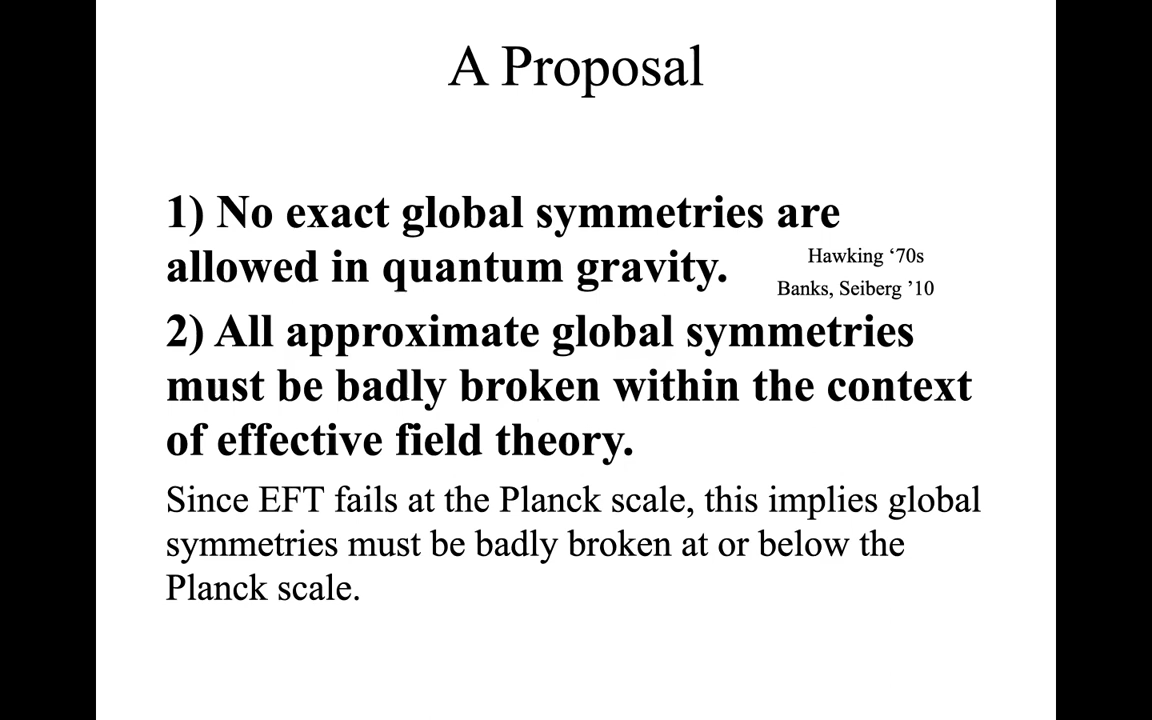 A Proposal
1) No exact global symmetries are
allowed in quantum gravity.
Hawking ‘70s
Banks, Seiberg ’10
2) All approximate global symmetries
must be badly broken within the context
of effective field theory.
Since EFT fails at the Planck scale, this implies global
symmetries must be badly broken at or below the
Planck scale.